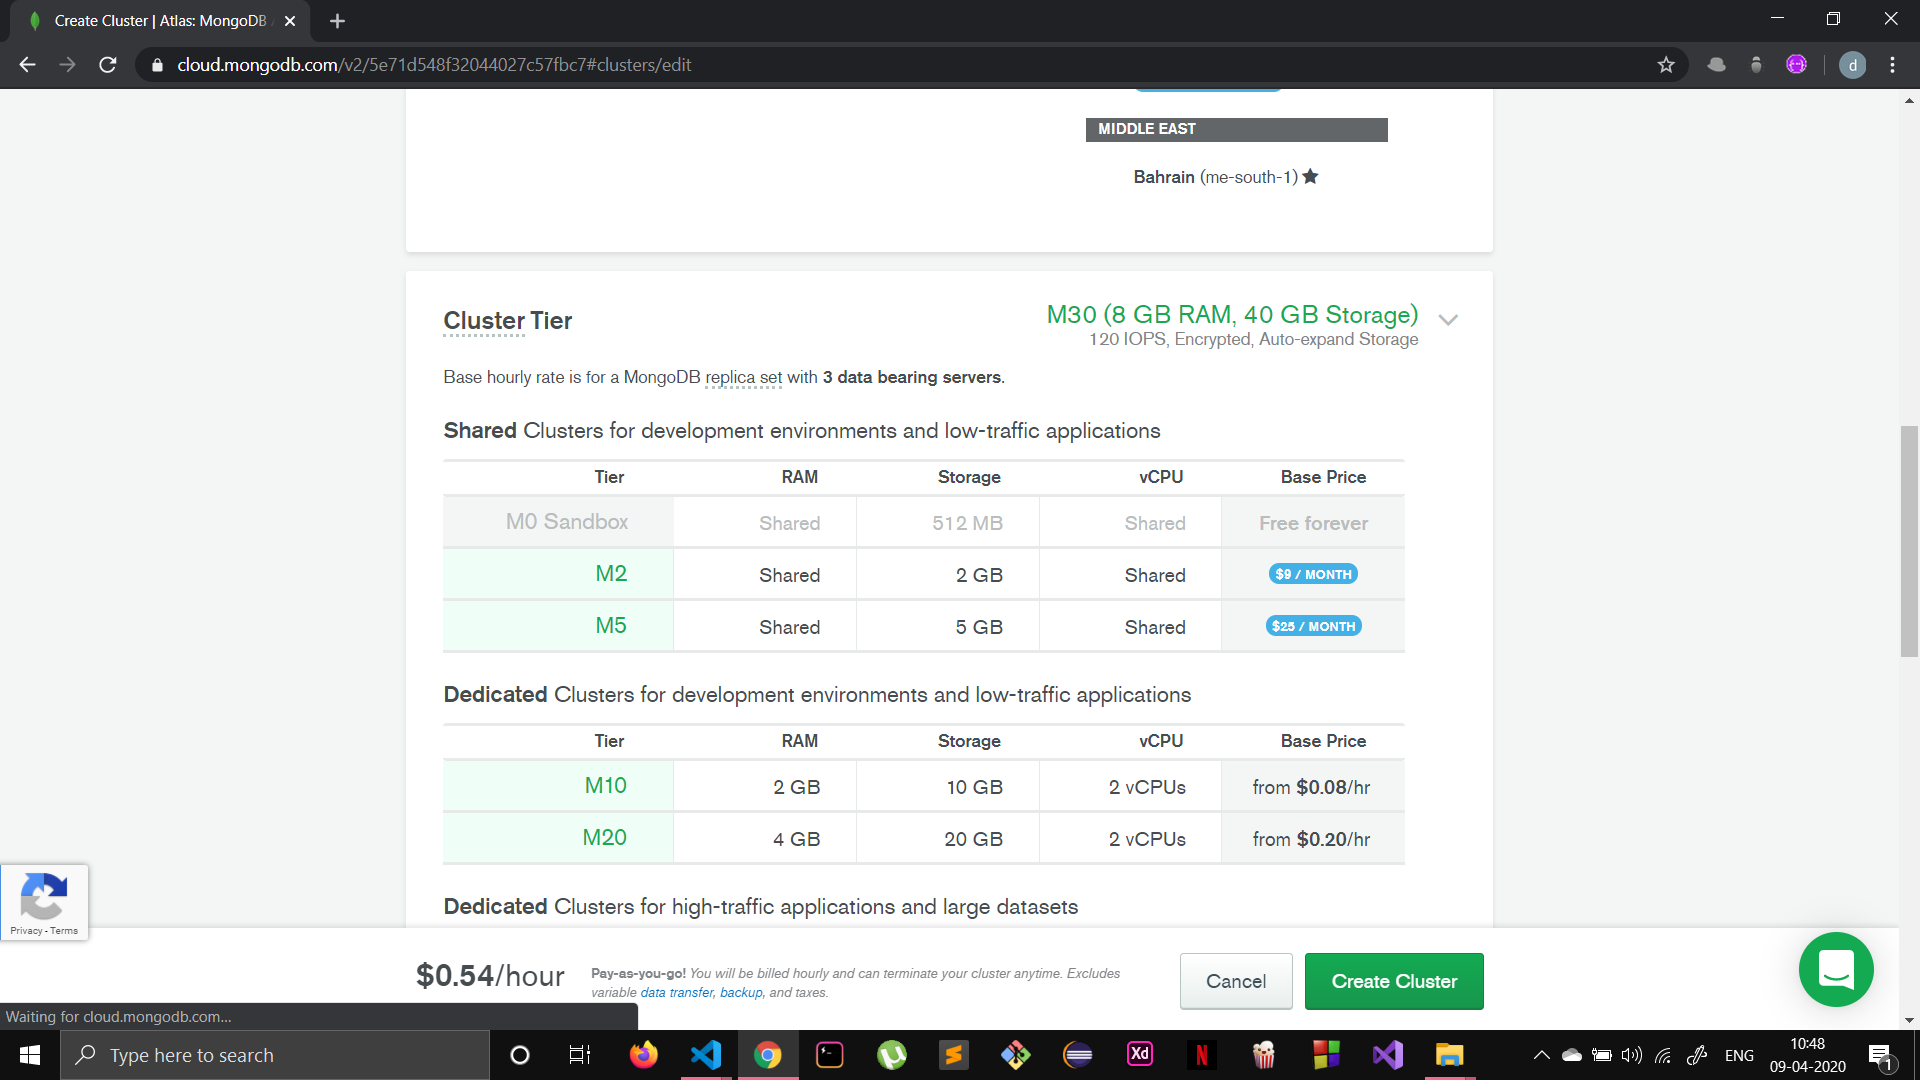 Create Cluster | Atlas: MongoDB
cloud.mongodb.com/v2/5e71d548f32044027c57fbc7#clusters/edit
d
MIDDLE EAST
Bahrain (me-south-1)
Cluster Tier
M30 (8 GB RAM, 40 GB Storage)
120 IOPS, Encrypted, Auto-expand Storage
Base hourly rate is for a MongoDB replica set with 3 data bearing servers.
Shared Clusters for development environments and low-traffic applications
Tier RAM Storage vCPU Base Price
M0 Sandbox Shared 512 MB Shared Free forever
M2 Shared 2 GB Shared $9 / MONTH
M5 Shared 5 GB Shared $25 / MONTH
Dedicated Clusters for development environments and low-traffic applications
Tier RAM Storage vCPU Base Price
M10 2 GB 10 GB 2 vCPUs from $0.08/hr
M20 4 GB 20 GB 2 vCPUs from $0.20/hr
Dedicated Clusters for high-traffic applications and large datasets
Privacy - Terms
$0.54/hour
Pay-as-you-go! You will be billed hourly and can terminate your cluster anytime. Excludes
variable data transfer, backup, and taxes.
Cancel
Create Cluster
Waiting for cloud.mongodb.com...
Type here to search
Xd
N
ENG
10:48
09-04-2020
1